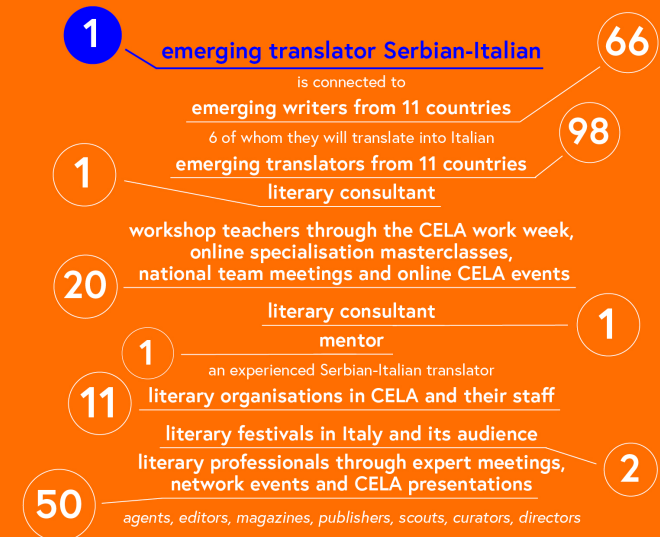 1
emerging translator Serbian-Italian
66
is connected to
emerging writers from 11 countries
98
6 of whom they will translate into Italian
emerging translators from 11 countries
1
literary consultant
workshop teachers through the CELA work week,
online specialisation masterclasses,
national team meetings and online CELA events
20
literary consultant
1
mentor
1
an experienced Serbian-Italian translator
11
literary organisations in CELA and their staff
literary festivals in Italy and its audience
2
literary professionals through expert meetings,
network events and CELA presentations
50
agents, editors, magazines, publishers, scouts, curators, directors